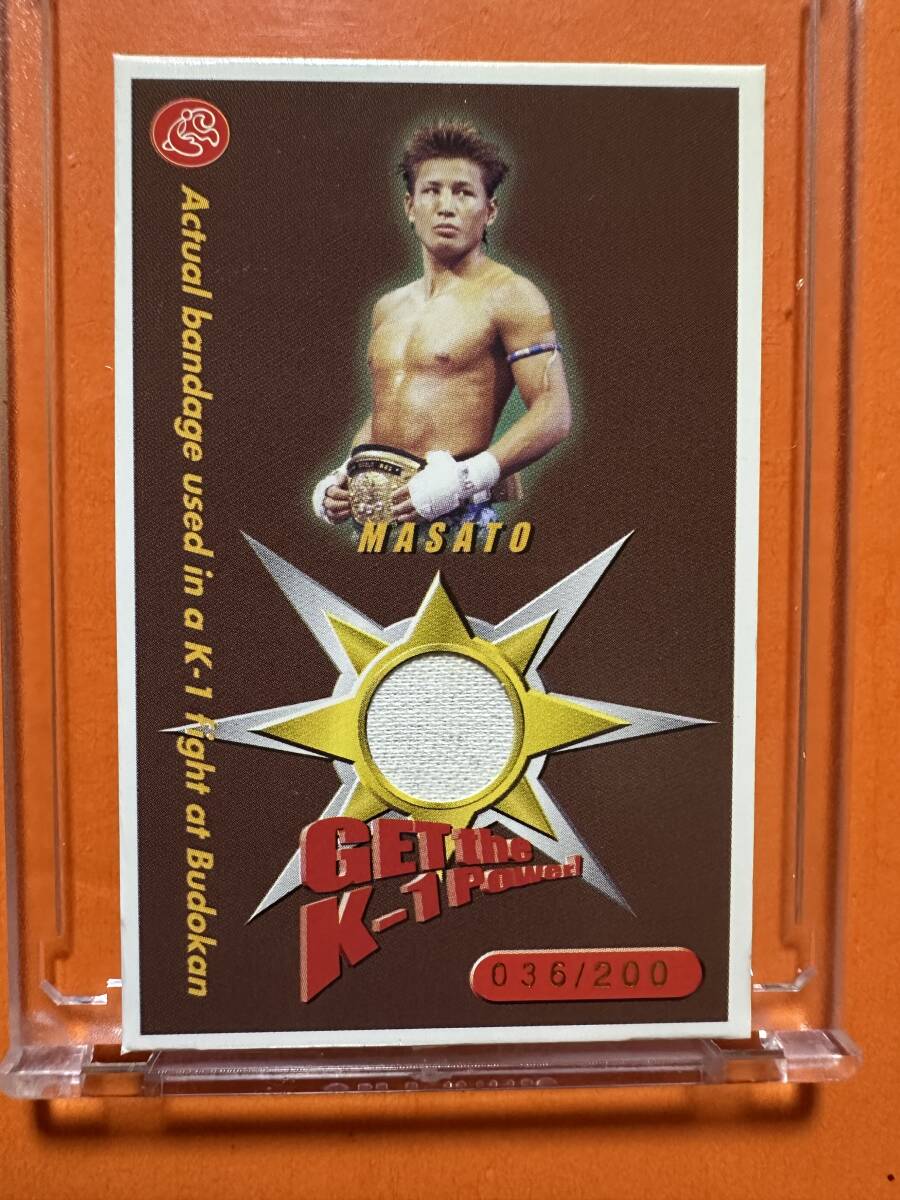 Actual bandage used in a K-1 fight at Budokan
MASATO
GET the
K-1 Power!
036/200